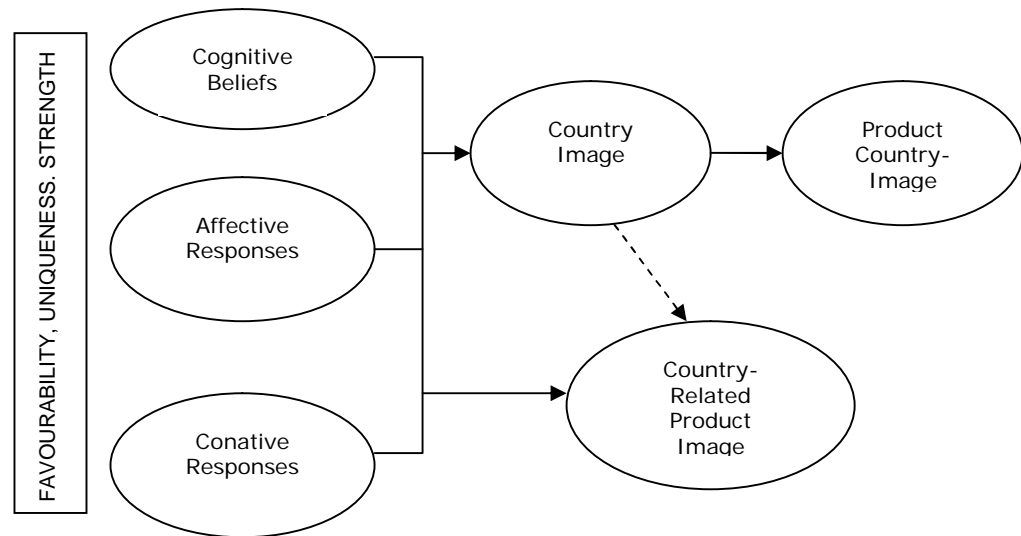 FAVOURABILITY, UNIQUENESS. STRENGTH
Cognitive
Beliefs
Affective
Responses
Conative
Responses
Country
Image
Product
Country-
Image
Country-
Related
Product
Image